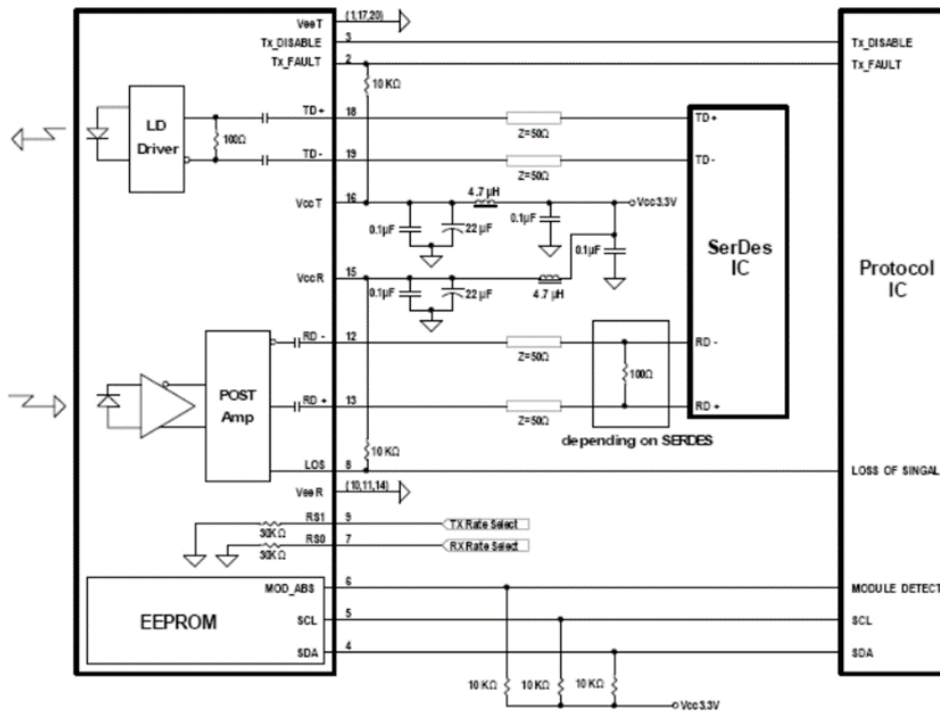 VeeT (1,17,20)
Tx_DISABLE 3 Tx_DISABLE
Tx_FAULT 2 Tx_FAULT
10 KΩ
LD
Driver
100Ω
TD+ 18 Z=50Ω TD+
TD- 19 Z=50Ω TD-
VccT 16
4.7 µH
Vcc3.3V
0.1µF
22 µF
0.1µF
0.1µF
SerDes
IC
Protocol
IC
VccR 15
0.1µF
22 µF
4.7 µH
RD - 12 Z=50Ω RD -
100Ω
POST
Amp
RD + 13 Z=50Ω RD +
depending on SERDES
10 KΩ
LOS 8 LOSS OF SINGAL
VeeR (10,11,14)
RS1 9 TX Rate Select
30KΩ
RS0 7 RX Rate Select
30KΩ
MOD_ABS 6 MODULE DETECT
EEPROM
SCL 5 SCL
SDA 4 SDA
10 KΩ 10 KΩ 10 KΩ
Vcc3.3V